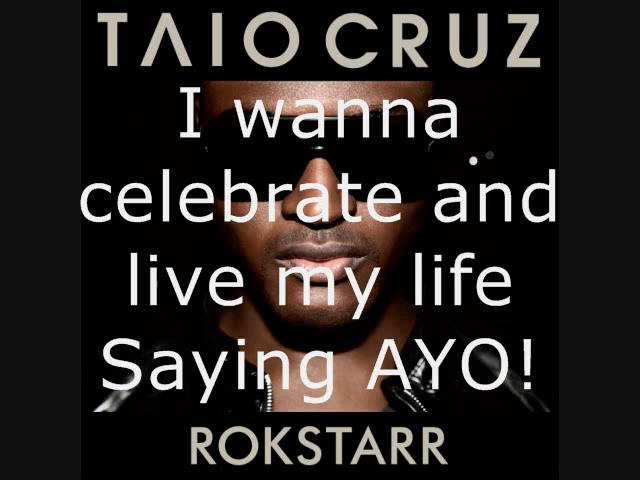 TAIO CRUZ
I wanna
celebrate and
live my life
Saying AYO!
ROKSTARR